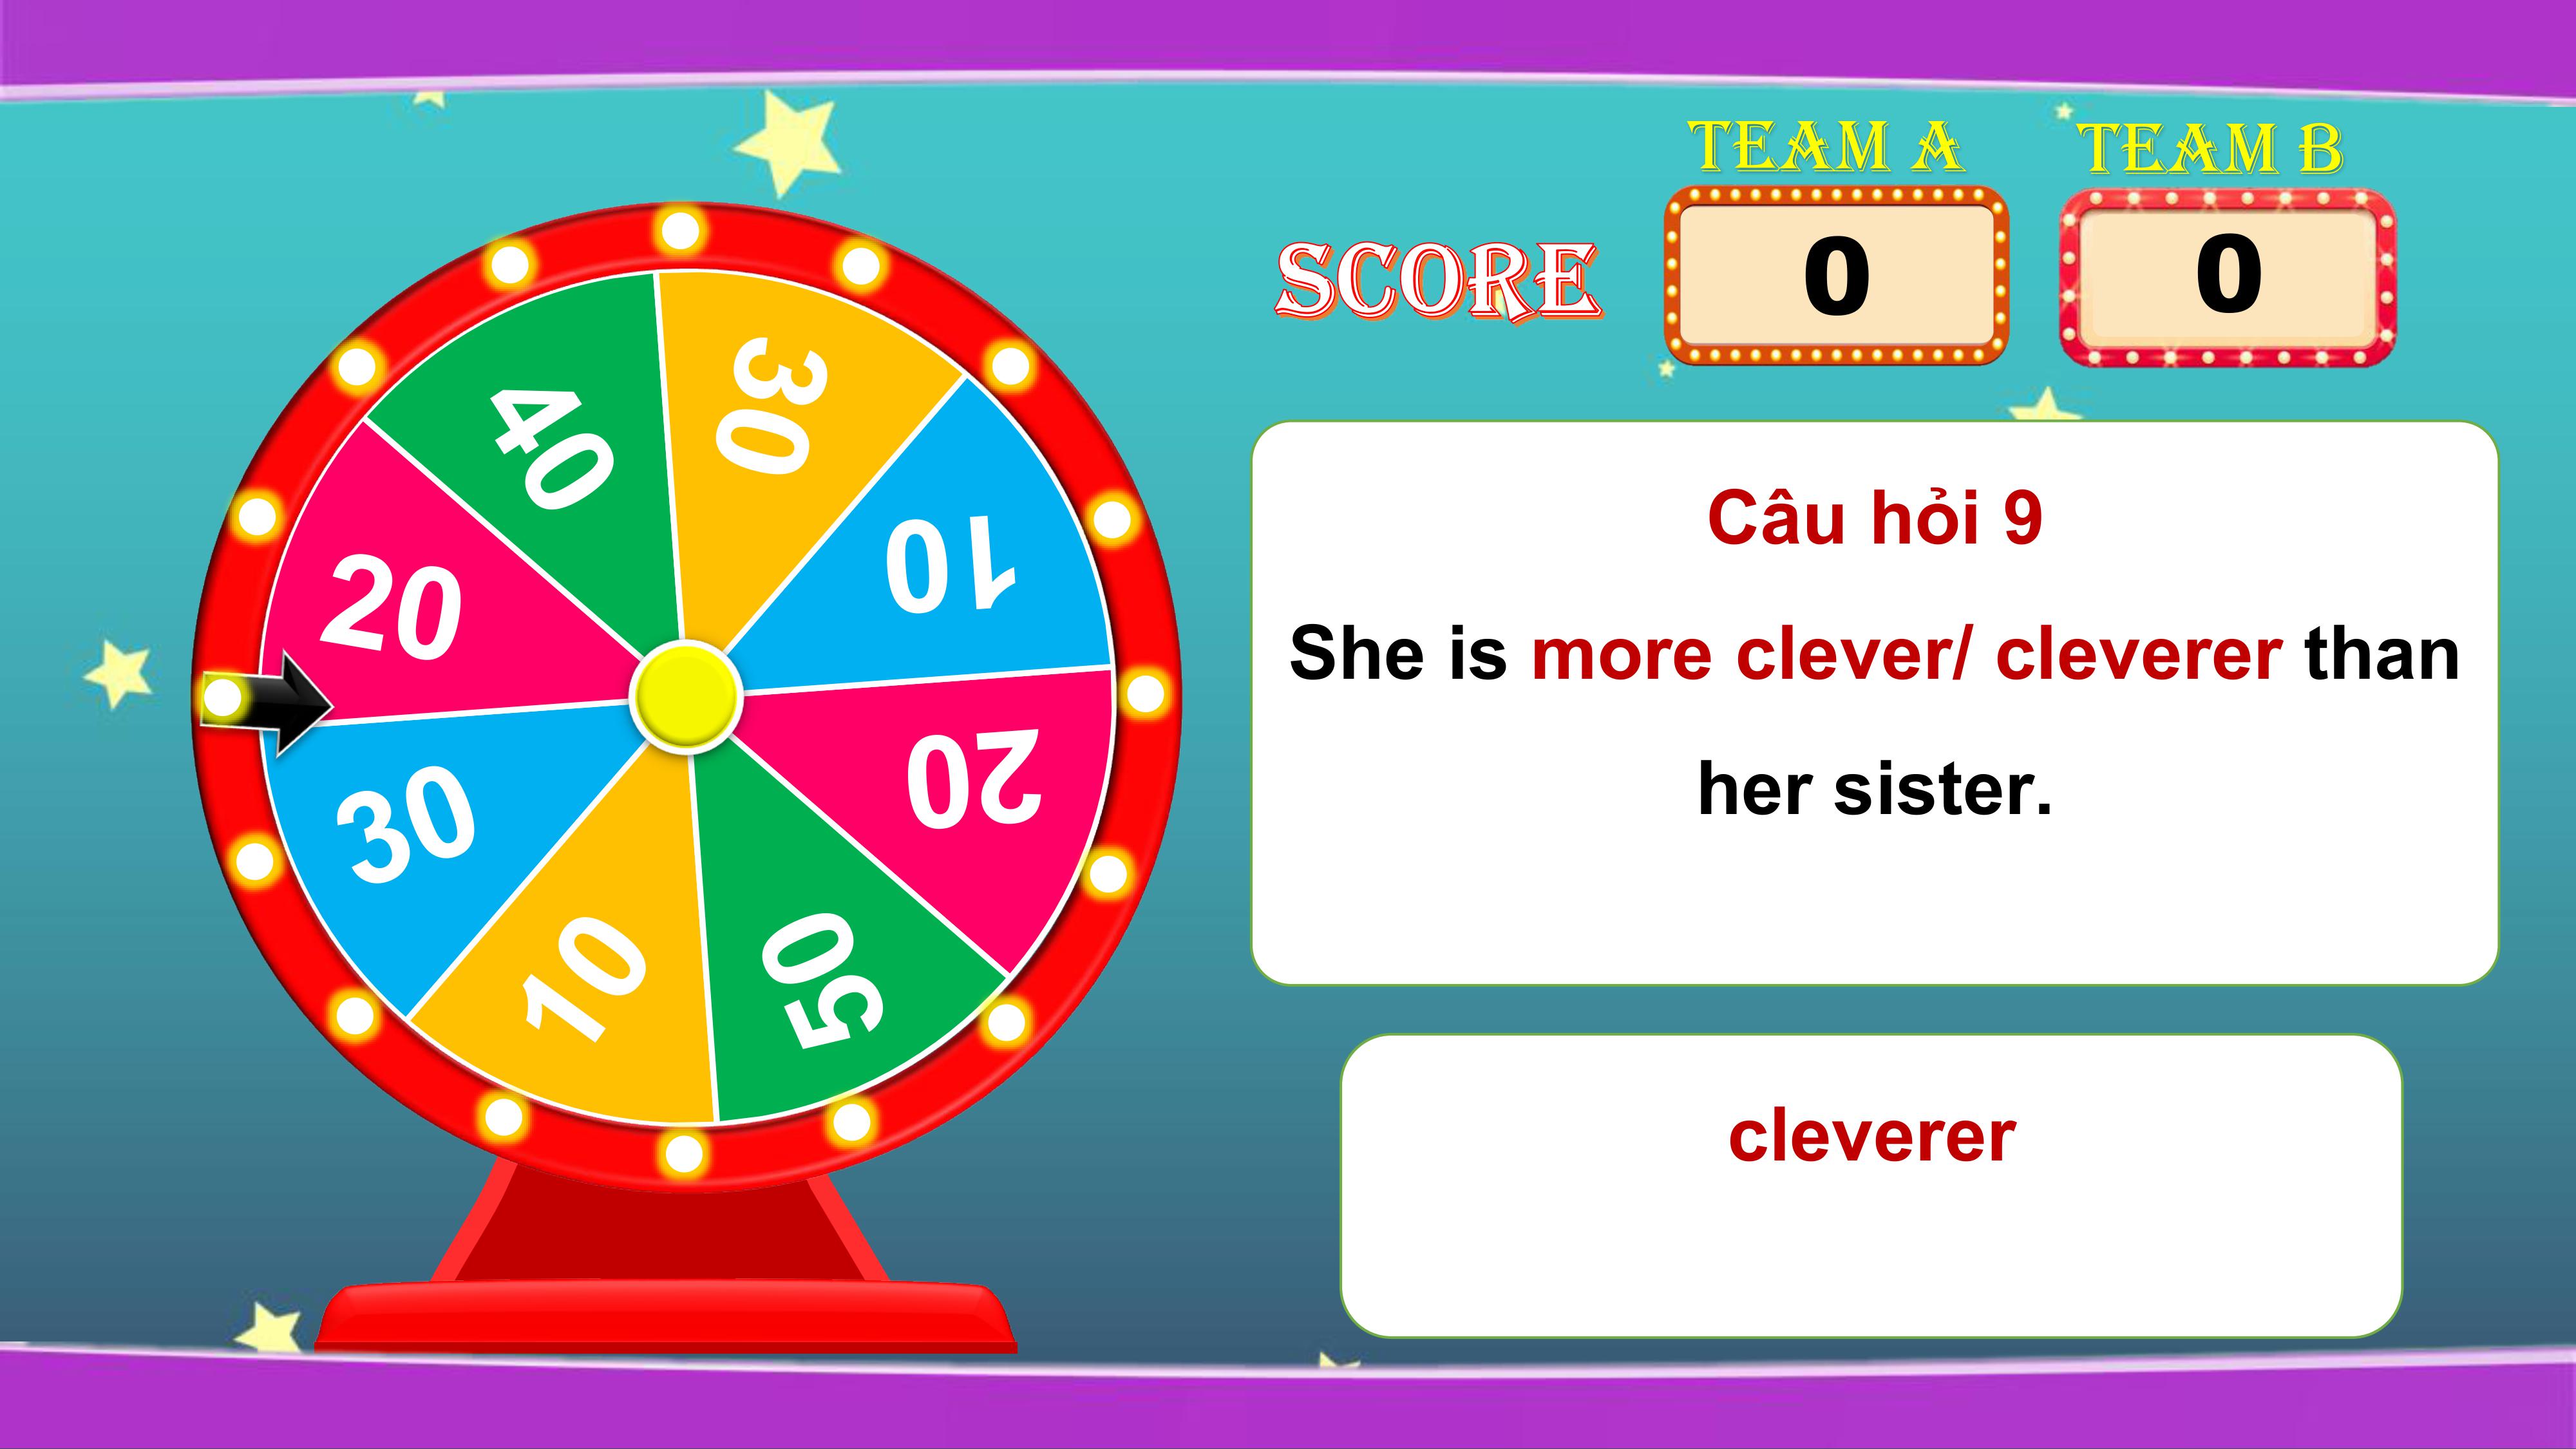 TEAM A
TEAM B
SCORE
0
0
40
30
10
20
20
30
10
50
Câu hỏi 9
She is more clever/ cleverer than
her sister.
cleverer